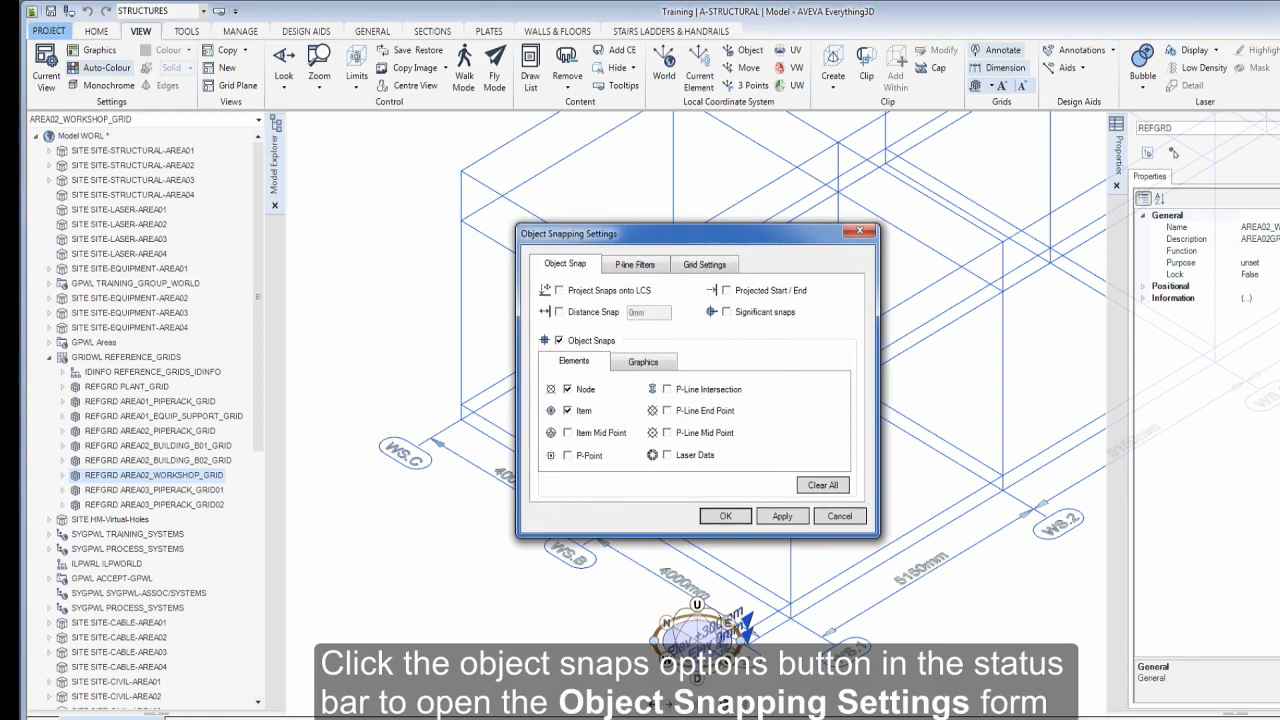 STRUCTURES
Training | A-STRUCTURAL | Model - AVEVA Everything3D
PROJECT HOME VIEW TOOLS MANAGE DESIGN AIDS GENERAL SECTIONS PLATES WALLS & FLOORS STAIRS LADDERS & HANDRAILS
Current View
Graphics
Auto-Colour
Monochrome
Colour
Solid
Edges
Settings
Copy
New
Grid Plane
Views
Look
Zoom
Limits
Save Restore
Copy Image
Centre View
Walk Mode
Fly Mode
Control
Draw List
Remove
Add CE
Hide
Tooltips
Content
World
Current Element
Object
Move
3 Points
UV
VW
UW
Local Coordinate System
Create
Clip
Add Within
Modify
Cap
Clip
Annotate
Dimension
Grids
Annotations
Aids
Design Aids
Bubble
Display
Low Density
Detail
Highlig
Mask
Laser
AREA02_WORKSHOP_GRID
Model WORL *
SITE SITE-STRUCTURAL-AREA01
SITE SITE-STRUCTURAL-AREA02
SITE SITE-STRUCTURAL-AREA03
SITE SITE-STRUCTURAL-AREA04
SITE SITE-LASER-AREA01
SITE SITE-LASER-AREA02
SITE SITE-LASER-AREA03
SITE SITE-LASER-AREA04
SITE SITE-EQUIPMENT-AREA01
GPWL TRAINING_GROUP_WORLD
SITE SITE-EQUIPMENT-AREA02
SITE SITE-EQUIPMENT-AREA03
SITE SITE-EQUIPMENT-AREA04
GPWL Areas
GRIDWL REFERENCE_GRIDS
IDINFO REFERENCE_GRIDS_IDINFO
REFGRD PLANT_GRID
REFGRD AREA01_PIPERACK_GRID
REFGRD AREA01_EQUIP_SUPPORT_GRID
REFGRD AREA02_PIPERACK_GRID
REFGRD AREA02_BUILDING_B01_GRID
REFGRD AREA02_BUILDING_B02_GRID
REFGRD AREA02_WORKSHOP_GRID
REFGRD AREA03_PIPERACK_GRID01
REFGRD AREA03_PIPERACK_GRID02
SITE HM-Virtual-Holes
SYGPWL TRAINING_SYSTEMS
SYGPWL PROCESS_SYSTEMS
ILPWRL ILPWORLD
GPWL ACCEPT-GPWL
SYGPWL SYGPWL-ASSOC/SYSTEMS
SYGPWL PROCESS_SYSTEMS
SITE SITE-CABLE-AREA01
SITE SITE-CABLE-AREA02
SITE SITE-CABLE-AREA03
SITE SITE-CABLE-AREA04
SITE SITE-CIVIL-AREA01
SITE SITE-CIVIL-AREA02
Model Explorer
Object Snapping Settings
Object Snap P-line Filters Grid Settings
Project Snaps onto LCS
Projected Start / End
Distance Snap 0mm
Significant snaps
Object Snaps
Elements Graphics
Node
P-Line Intersection
Item
P-Line End Point
Item Mid Point
P-Line Mid Point
P-Point
Laser Data
Clear All
OK Apply Cancel
WS.C
WS.B
WS.2
4000mm
5150mm
5150mm
U
N
E
D
Properties
REFGRD
Properties
General
Name AREA02_W
Description AREA02GR
Function
Purpose unset
Lock False
Positional
Information (...)
General
General
Click the object snaps options button in the status
bar to open the Object Snapping Settings form